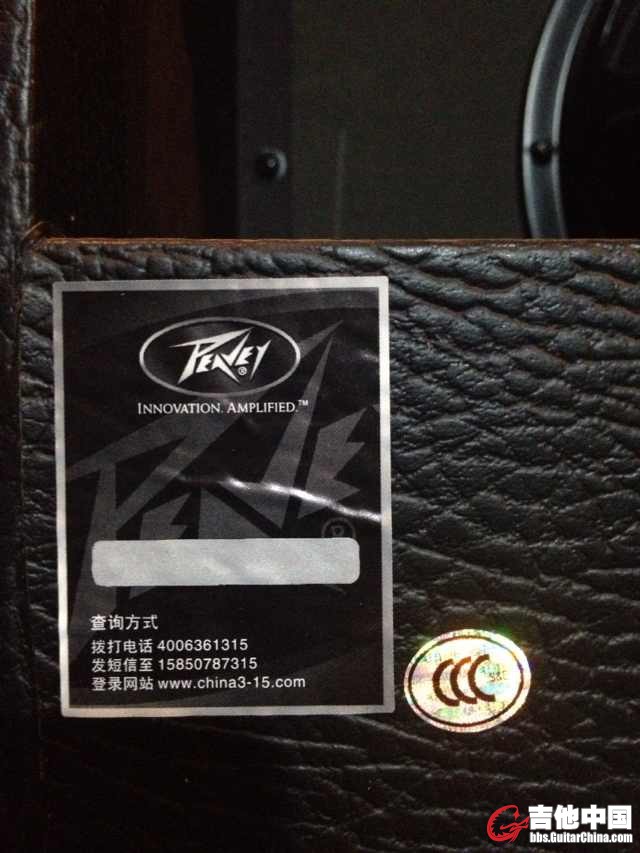 PEAVEY®
INNOVATION. AMPLIFIED.™
PEAVEY
®
查询方式
拨打电话 4006361315
发短信至 15850787315
登录网站 www.china3-15.com
CCC
S&E
吉他中国
bbs.GuitarChina.com